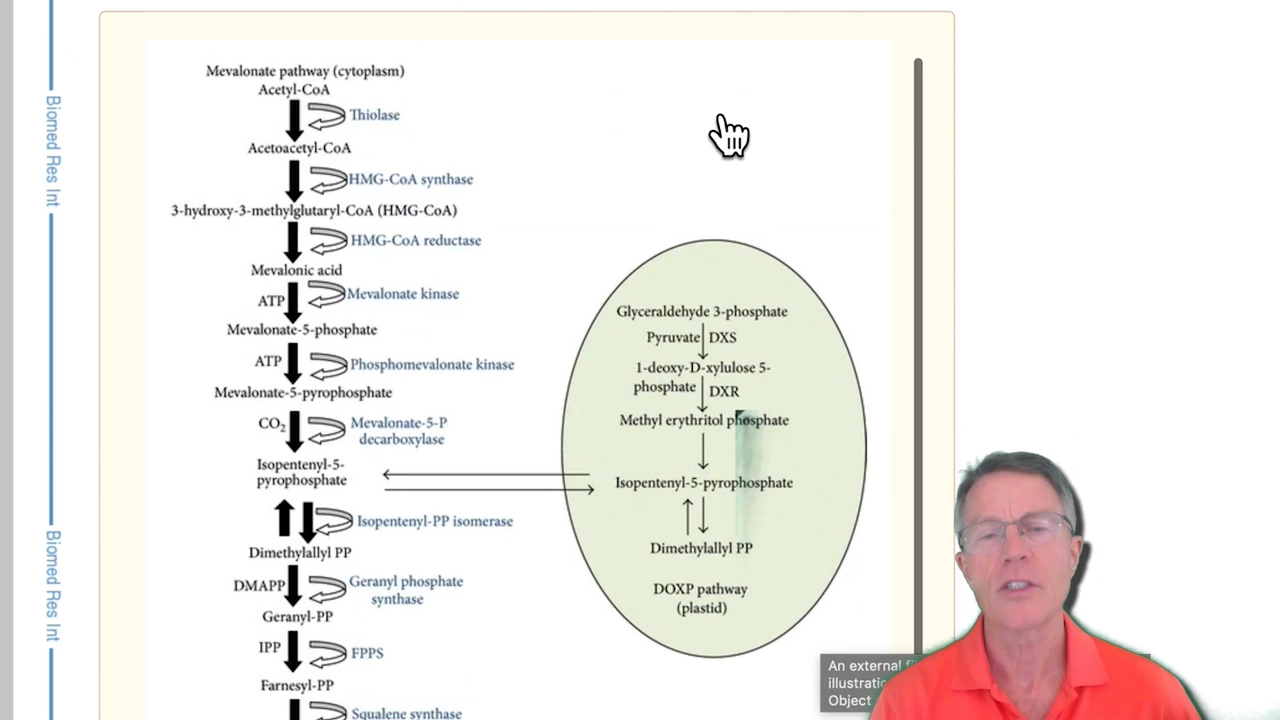 Biomed Res Int
Biomed Res Int
Mevalonate pathway (cytoplasm)
Acetyl-CoA
Thiolase
Acetoacetyl-CoA
HMG-CoA synthase
3-hydroxy-3-methylglutaryl-CoA (HMG-CoA)
HMG-CoA reductase
Mevalonic acid
ATP
Mevalonate kinase
Mevalonate-5-phosphate
ATP
Phosphomevalonate kinase
Mevalonate-5-pyrophosphate
CO₂
Mevalonate-5-P
decarboxylase
Isopentenyl-5-
pyrophosphate
Isopentenyl-PP isomerase
Dimethylallyl PP
DMAPP
Geranyl phosphate
synthase
Geranyl-PP
IPP
FPPS
Farnesyl-PP
Squalene synthase
Glyceraldehyde 3-phosphate
Pyruvate DXS
1-deoxy-D-xylulose 5-
phosphate DXR
Methyl erythritol phosphate
Isopentenyl-5-pyrophosphate
Dimethylallyl PP
DOXP pathway
(plastid)
An external
Object